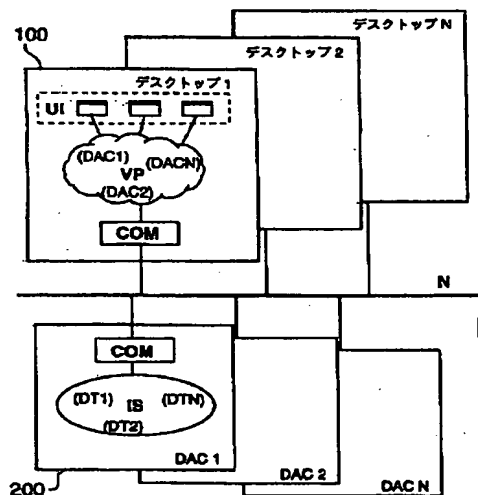 デスクトップN
100
デスクトップ2
デスクトップ1
UI
(DAC1)
(DACN)
VP
(DAC2)
COM
N
COM
(DT1)
IS
(DTN)
(DT2)
DAC 1
200
DAC 2
DAC N